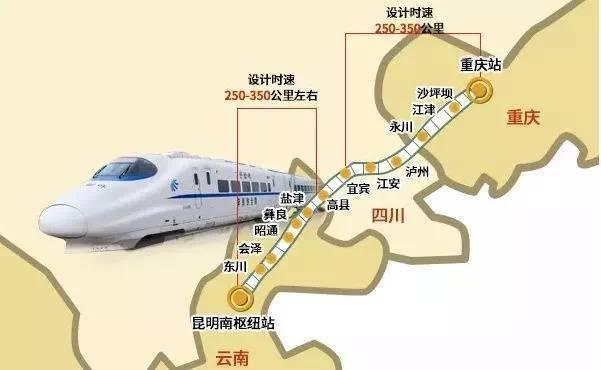 设计时速
250-350公里
重庆站
设计时速
250-350公里左右
沙坪坝
江津
重庆
永川
泸州
江安
宜宾
四川
高县
盐津
彝良
昭通
会泽
东川
昆明南枢纽站
云南